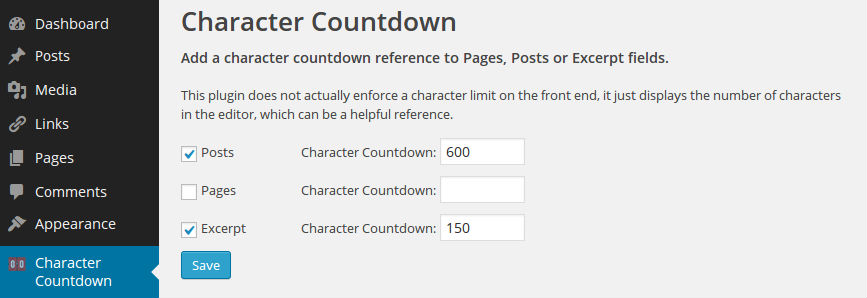 Dashboard
Posts
Media
Links
Pages
Comments
Appearance
Character
Countdown
Character Countdown
Add a character countdown reference to Pages, Posts or Excerpt fields.
This plugin does not actually enforce a character limit on the front end, it just displays the number of characters
in the editor, which can be a helpful reference.
Posts Character Countdown: 600
Pages Character Countdown:
Excerpt Character Countdown: 150
Save